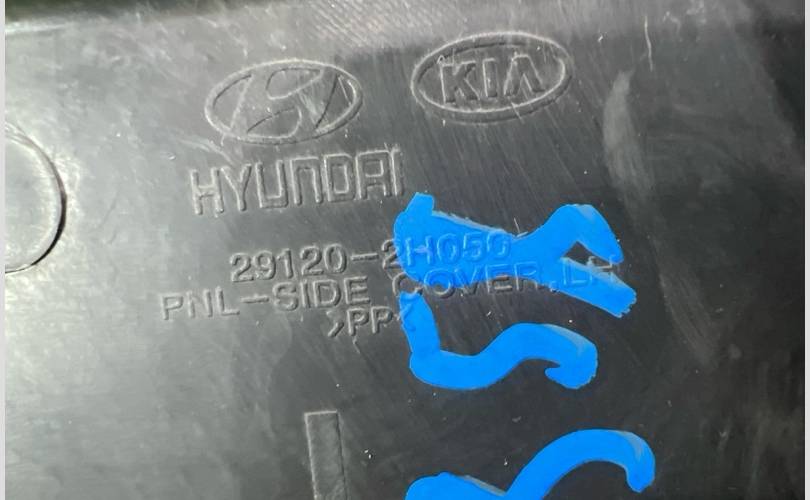 KIA
HYUNDAI
29120-2H050
PNL-SIDE COVER,LH
>PP<